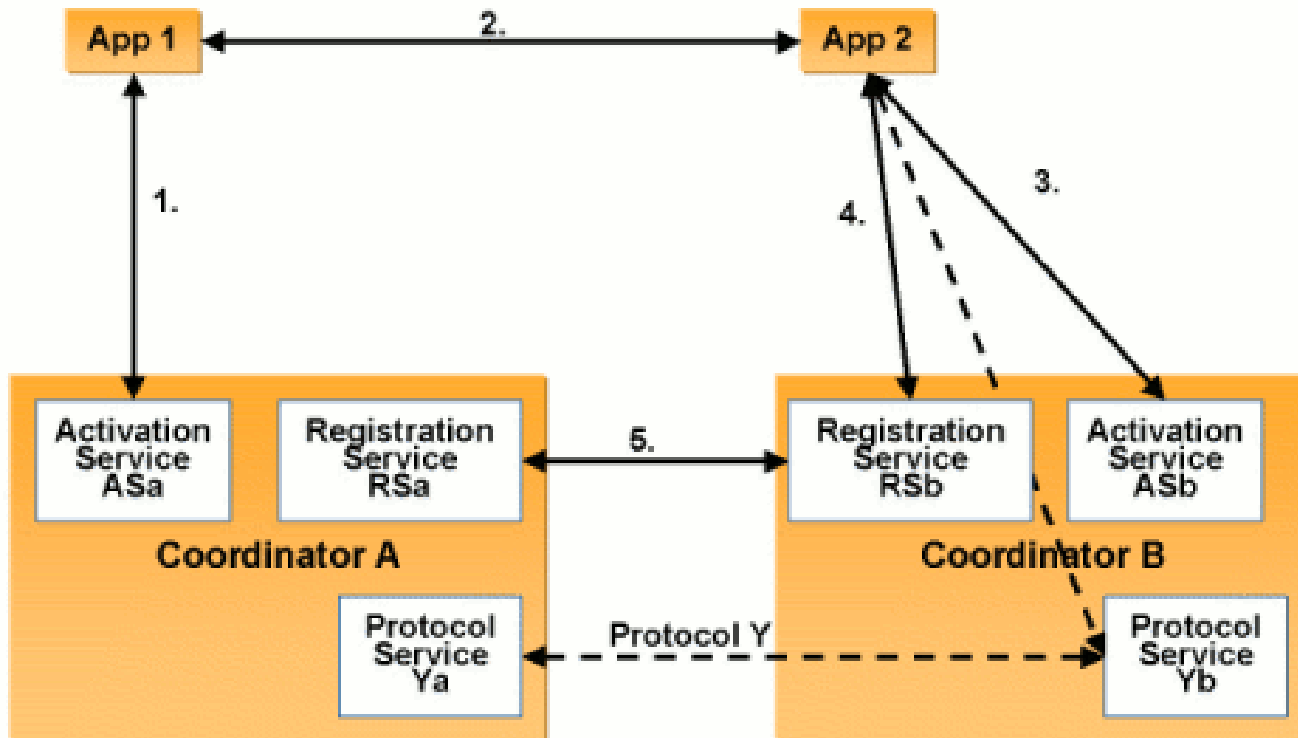 App 1
2.
App 2
1.
3.
4.
Activation
Service
ASa
Registration
Service
RSa
5.
Registration
Service
RSb
Activation
Service
ASb
Coordinator A
Coordinator B
Protocol
Service
Ya
Protocol Y
Protocol
Service
Yb